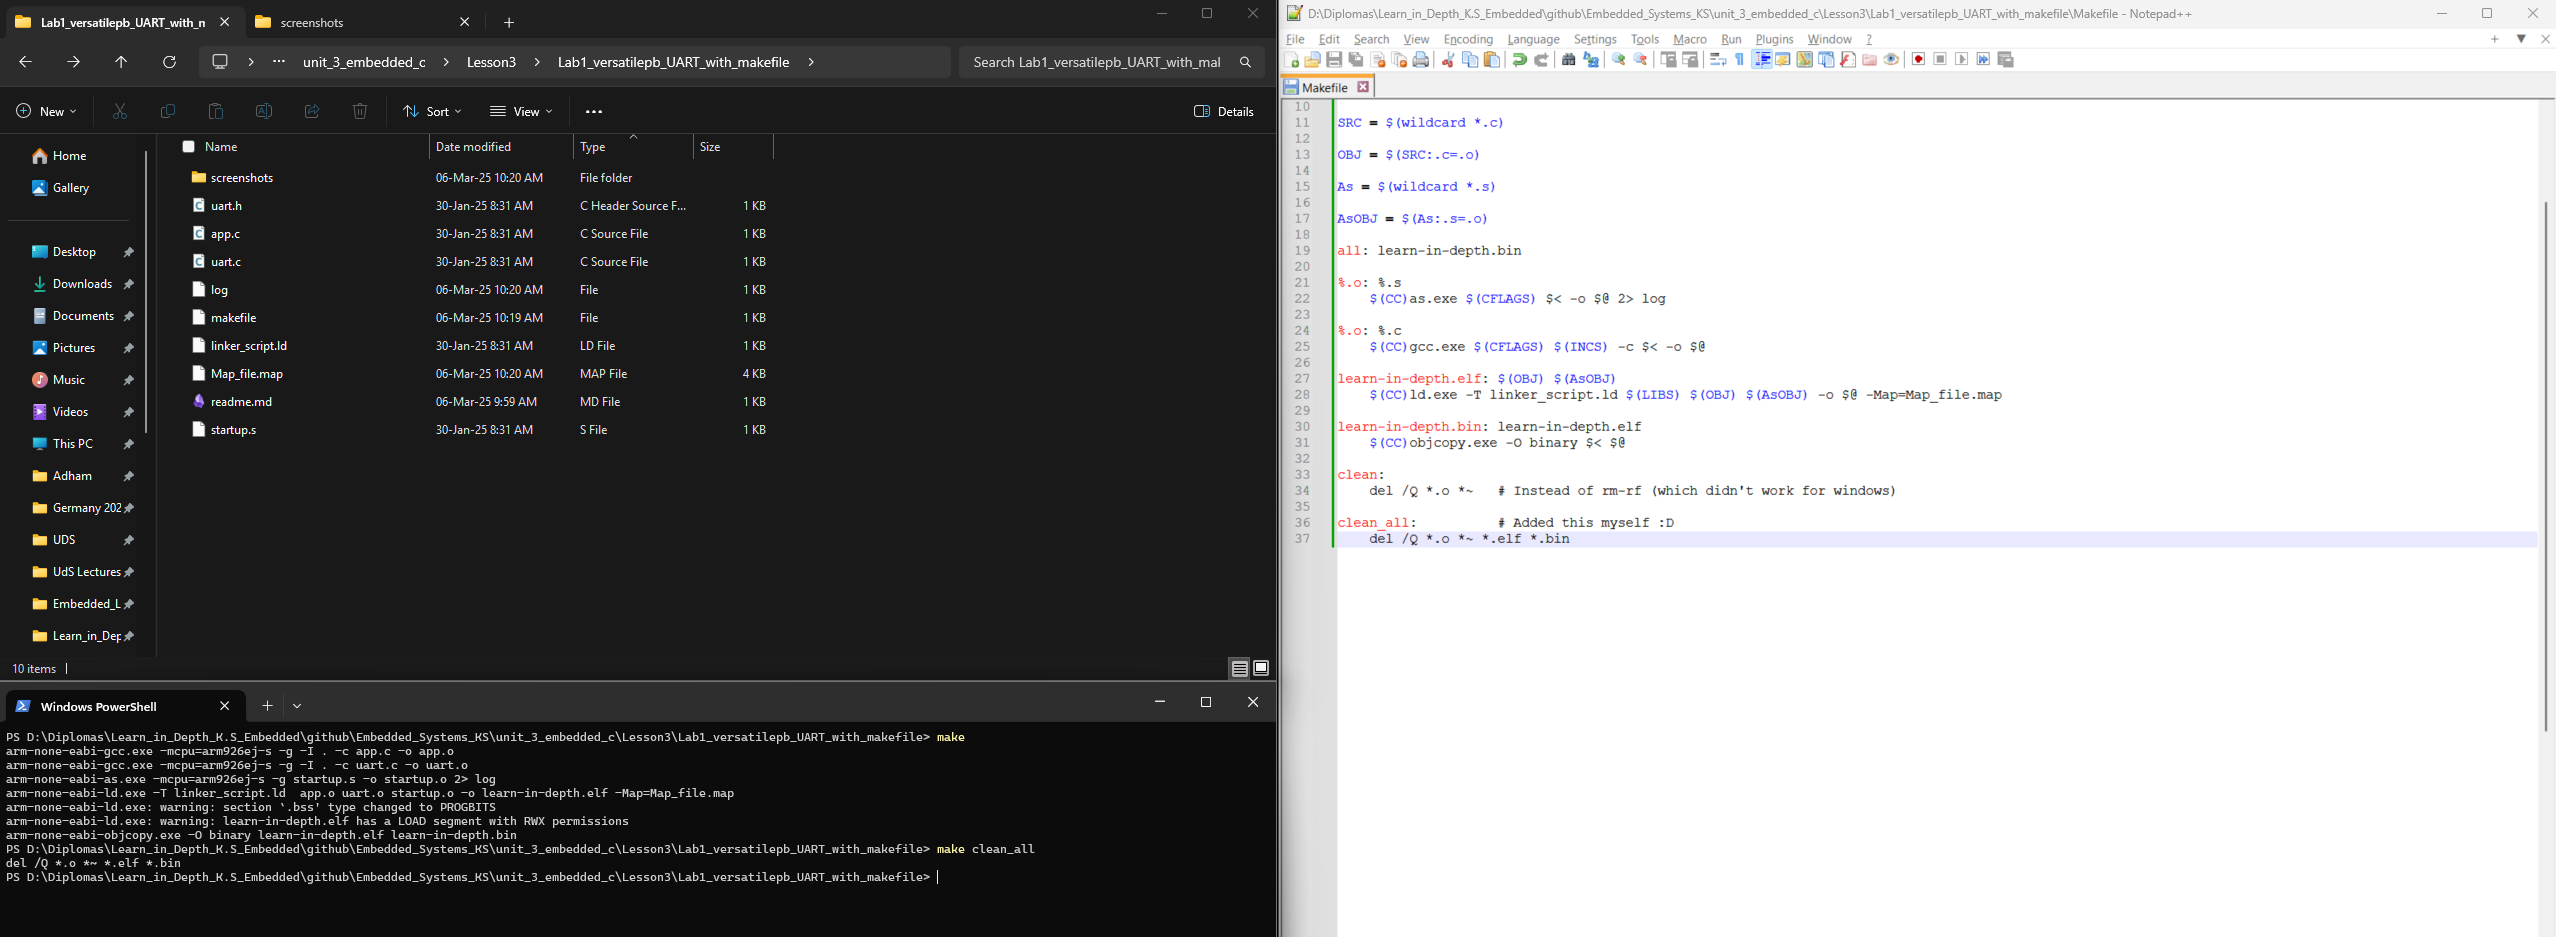 Lab1_versatilepb_UART_with_n
screenshots
unit_3_embedded_c > Lesson3 > Lab1_versatilepb_UART_with_makefile >
Search Lab1_versatilepb_UART_with_mal
New
Sort
View
Details
Home
Gallery
Desktop
Downloads
Documents
Pictures
Music
Videos
This PC
Adham
Germany 202
UDS
UdS Lectures
Embedded_L
Learn_in_Dep
Name Date modified Type Size
screenshots 06-Mar-25 10:20 AM File folder
uart.h 30-Jan-25 8:31 AM C Header Source F... 1 KB
app.c 30-Jan-25 8:31 AM C Source File 1 KB
uart.c 30-Jan-25 8:31 AM C Source File 1 KB
log 06-Mar-25 10:20 AM File 1 KB
makefile 06-Mar-25 10:19 AM File 1 KB
linker_script.ld 30-Jan-25 8:31 AM LD File 1 KB
Map_file.map 06-Mar-25 10:20 AM MAP File 4 KB
readme.md 06-Mar-25 9:59 AM MD File 1 KB
startup.s 30-Jan-25 8:31 AM S File 1 KB
10 items
Windows PowerShell
PS D:\Diplomas\Learn_in_Depth_K.S_Embedded\github\Embedded_Systems_KS\unit_3_embedded_c\Lesson3\Lab1_versatilepb_UART_with_makefile> make
arm-none-eabi-gcc.exe -mcpu=arm926ej-s -g -I . -c app.c -o app.o
arm-none-eabi-gcc.exe -mcpu=arm926ej-s -g -I . -c uart.c -o uart.o
arm-none-eabi-as.exe -mcpu=arm926ej-s -g startup.s -o startup.o 2> log
arm-none-eabi-ld.exe -T linker_script.ld  app.o uart.o startup.o -o learn-in-depth.elf -Map=Map_file.map
arm-none-eabi-ld.exe: warning: section `.bss' type changed to PROGBITS
arm-none-eabi-ld.exe: warning: learn-in-depth.elf has a LOAD segment with RWX permissions
arm-none-eabi-objcopy.exe -O binary learn-in-depth.elf learn-in-depth.bin
PS D:\Diplomas\Learn_in_Depth_K.S_Embedded\github\Embedded_Systems_KS\unit_3_embedded_c\Lesson3\Lab1_versatilepb_UART_with_makefile> make clean_all
del /Q *.o *~ *.elf *.bin
PS D:\Diplomas\Learn_in_Depth_K.S_Embedded\github\Embedded_Systems_KS\unit_3_embedded_c\Lesson3\Lab1_versatilepb_UART_with_makefile>
D:\Diplomas\Learn_in_Depth_K.S_Embedded\github\Embedded_Systems_KS\unit_3_embedded_c\Lesson3\Lab1_versatilepb_UART_with_makefile\Makefile - Notepad++
File Edit Search View Encoding Language Settings Tools Macro Run Plugins Window ?
Makefile
10
11 SRC = $(wildcard *.c)
12
13 OBJ = $(SRC:.c=.o)
14
15 As = $(wildcard *.s)
16
17 AsOBJ = $(As:.s=.o)
18
19 all: learn-in-depth.bin
20
21 %.o: %.s
22 $(CC)as.exe $(CFLAGS) $< -o $@ 2> log
23
24 %.o: %.c
25 $(CC)gcc.exe $(CFLAGS) $(INCS) -c $< -o $@
26
27 learn-in-depth.elf: $(OBJ) $(AsOBJ)
28 $(CC)ld.exe -T linker_script.ld $(LIBS) $(OBJ) $(AsOBJ) -o $@ -Map=Map_file.map
29
30 learn-in-depth.bin: learn-in-depth.elf
31 $(CC)objcopy.exe -O binary $< $@
32
33 clean:
34 del /Q *.o *~ # Instead of rm-rf (which didn't work for windows)
35
36 clean_all: # Added this myself :D
37 del /Q *.o *~ *.elf *.bin